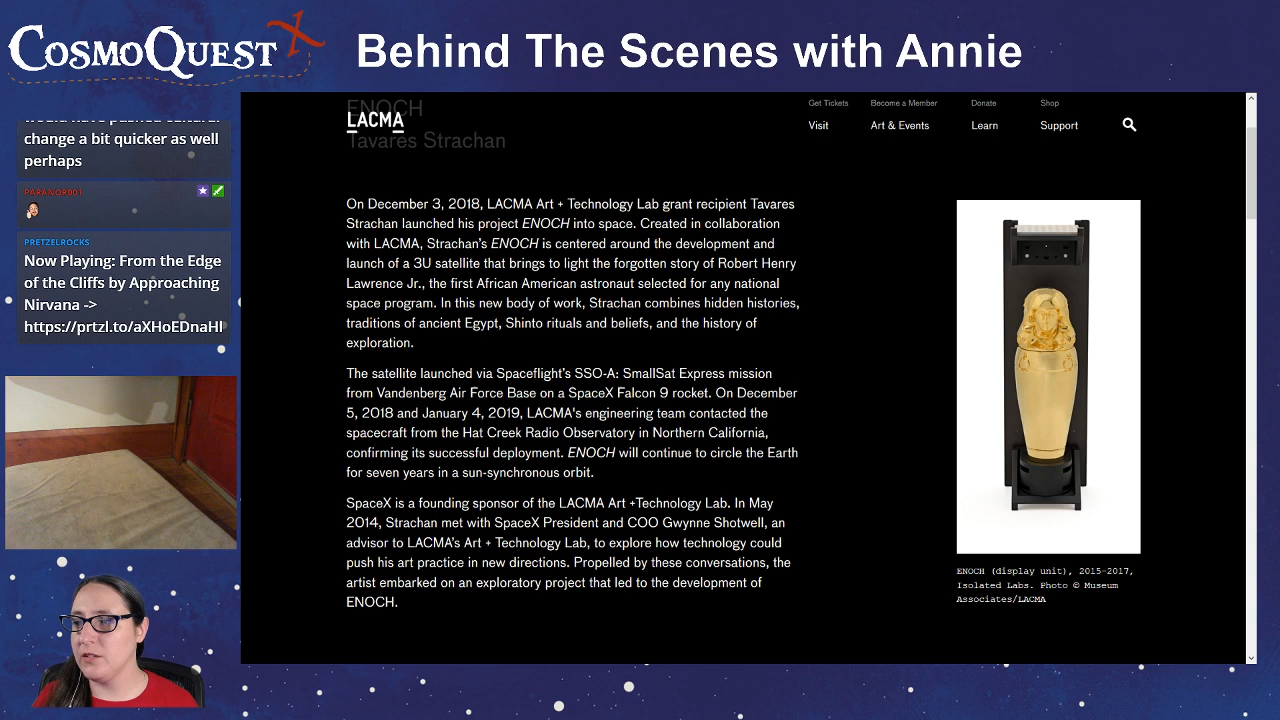 CosmoQuest X
Behind The Scenes with Annie
change a bit quicker as well
perhaps
PARANOR001
PRETZELROCKS
Now Playing: From the Edge
of the Cliffs by Approaching
Nirvana ->
https://prtzl.to/aXHoEDnaHI
ENOCH
Tavares Strachan
LACMA
Get Tickets
Become a Member
Donate
Shop
Visit
Art & Events
Learn
Support
On December 3, 2018, LACMA Art + Technology Lab grant recipient Tavares
Strachan launched his project ENOCH into space. Created in collaboration
with LACMA, Strachan's ENOCH is centered around the development and
launch of a 3U satellite that brings to light the forgotten story of Robert Henry
Lawrence Jr., the first African American astronaut selected for any national
space program. In this new body of work, Strachan combines hidden histories,
traditions of ancient Egypt, Shinto rituals and beliefs, and the history of
exploration.
The satellite launched via Spaceflight's SSO-A: SmallSat Express mission
from Vandenberg Air Force Base on a SpaceX Falcon 9 rocket. On December
5, 2018 and January 4, 2019, LACMA's engineering team contacted the
spacecraft from the Hat Creek Radio Observatory in Northern California,
confirming its successful deployment. ENOCH will continue to circle the Earth
for seven years in a sun-synchronous orbit.
SpaceX is a founding sponsor of the LACMA Art +Technology Lab. In May
2014, Strachan met with SpaceX President and COO Gwynne Shotwell, an
advisor to LACMA's Art + Technology Lab, to explore how technology could
push his art practice in new directions. Propelled by these conversations, the
artist embarked on an exploratory project that led to the development of
ENOCH.
ENOCH (display unit), 2015–2017,
Isolated Labs. Photo © Museum
Associates/LACMA